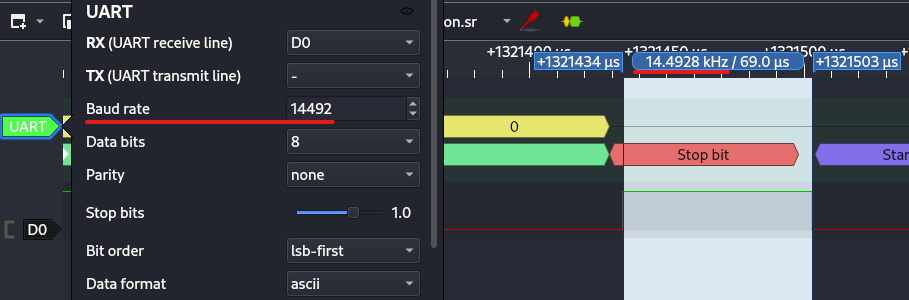 UART
on.sr
RX (UART receive line) D0
TX (UART transmit line) -
Baud rate 14492
Data bits 8
Parity none
Stop bits 1.0
Bit order lsb-first
Data format ascii
+1321400 µs +1321450 µs +1321500 µs
+1321434 µs 14.4928 kHz / 69.0 µs +1321503 µs
UART
0
Stop bit Star
D0